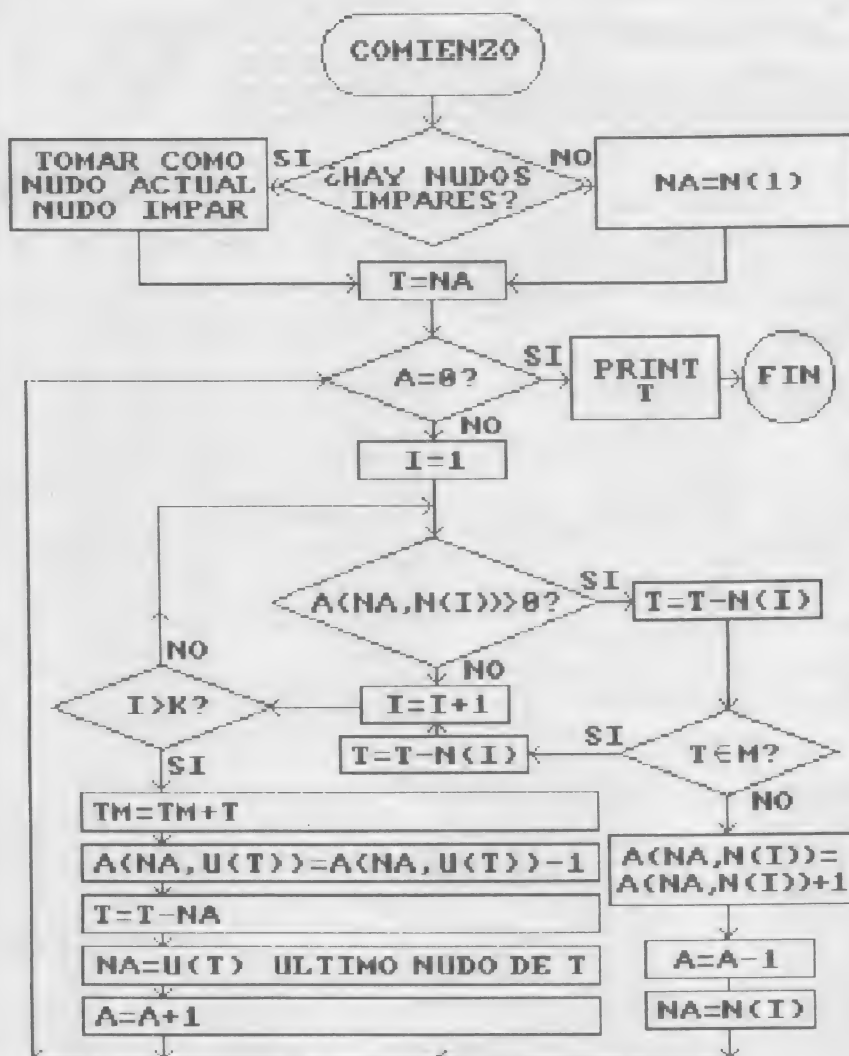 COMIENZO
¿HAY NUDOS
IMPARES?
SI
NO
TOMAR COMO
NUDO ACTUAL
NUDO IMPAR
NA=N(1)
T=NA
A=0?
SI
PRINT
T
FIN
NO
I=1
A(NA,N(I))>0?
SI
T=T-N(I)
NO
I=I+1
NO
I>K?
SI
T=T-N(I)
SI
T∈M?
NO
TM=TM+T
A(NA,U(T))=A(NA,U(T))-1
T=T-NA
NA=U(T) ULTIMO NUDO DE T
A=A+1
A(NA,N(I))=
A(NA,N(I))+1
A=A-1
NA=N(I)